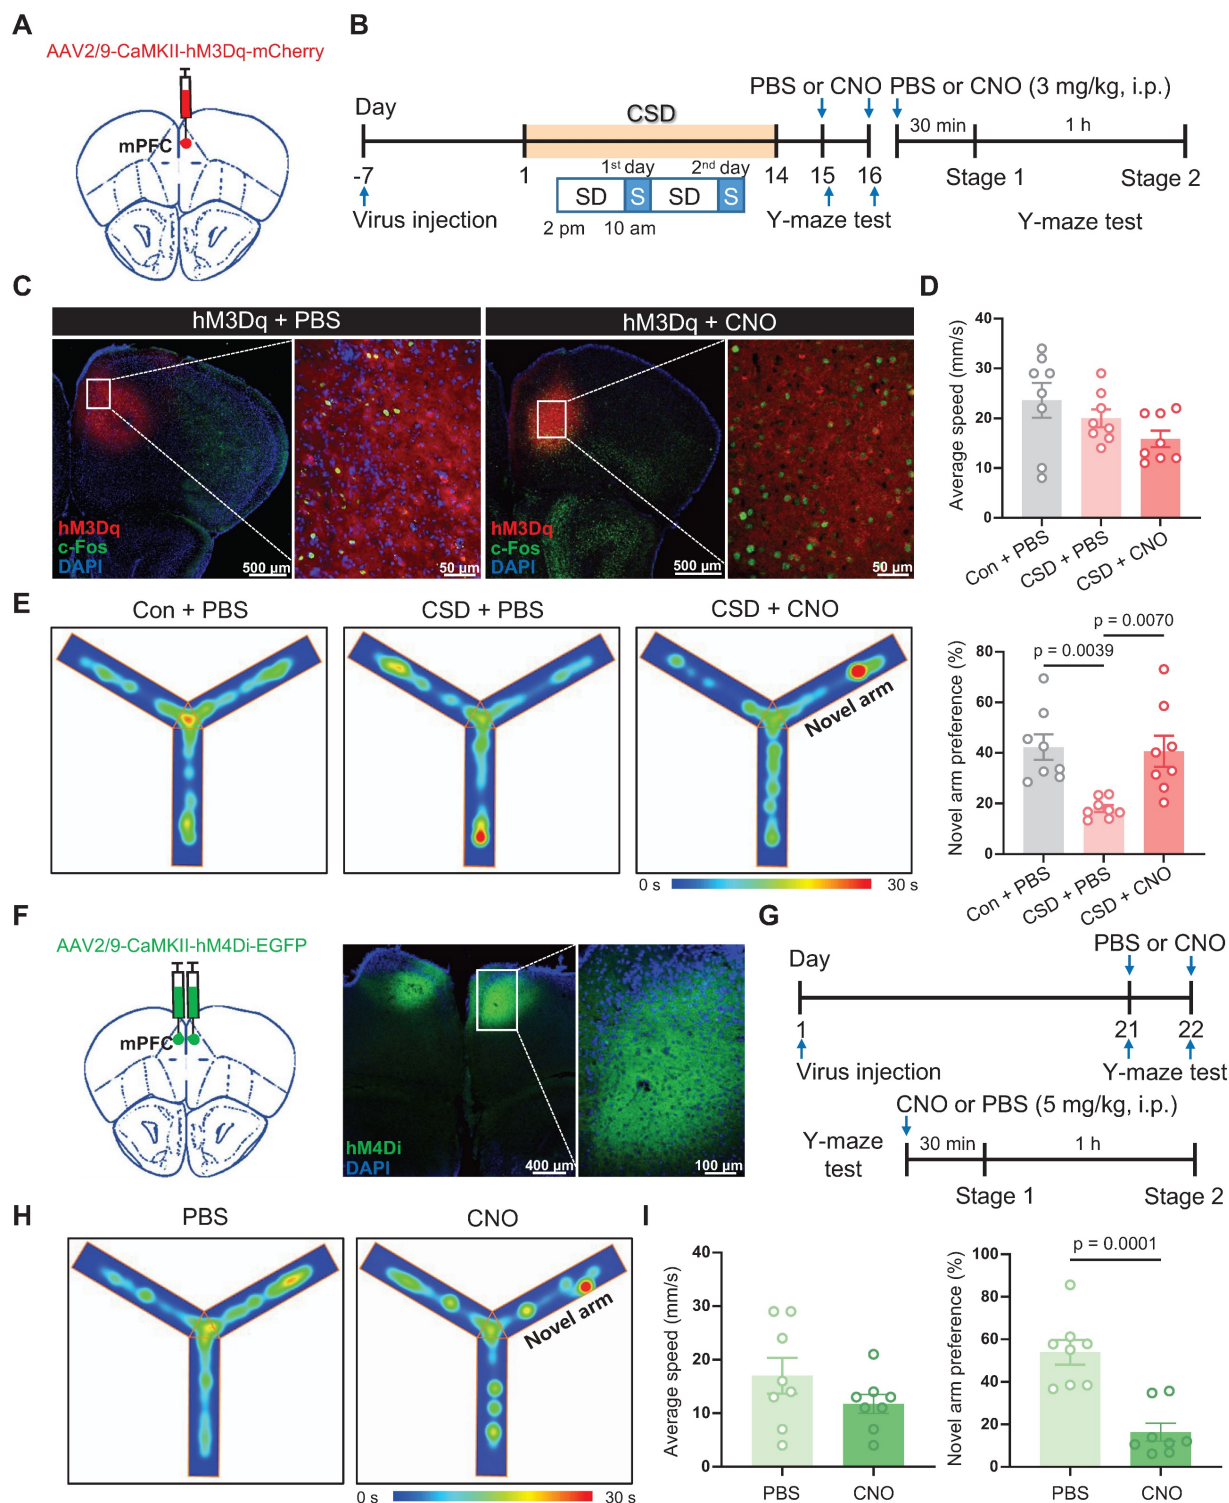 A
AAV2/9-CaMKII-hM3Dq-mCherry
mPFC
B
PBS or CNO
PBS or CNO (3 mg/kg, i.p.)
Day
CSD
30 min
1 h
1st day
2nd day
-7
1
14
15
16
Stage 1
Stage 2
SD
S
SD
S
Virus injection
2 pm
10 am
Y-maze test
Y-maze test
C
hM3Dq + PBS
hM3Dq + CNO
hM3Dq
c-Fos
DAPI
500 µm
50 µm
hM3Dq
c-Fos
DAPI
500 µm
50 µm
D
Average speed (mm/s)
40
30
20
10
0
Con + PBS
CSD + PBS
CSD + CNO
E
Con + PBS
CSD + PBS
CSD + CNO
Novel arm
0 s
30 s
p = 0.0070
p = 0.0039
Novel arm preference (%)
80
60
40
20
0
Con + PBS
CSD + PBS
CSD + CNO
F
AAV2/9-CaMKII-hM4Di-EGFP
mPFC
hM4Di
DAPI
400 µm
100 µm
G
PBS or CNO
Day
1
21
22
Virus injection
Y-maze test
CNO or PBS (5 mg/kg, i.p.)
Y-maze
test
30 min
1 h
Stage 1
Stage 2
H
PBS
CNO
Novel arm
0 s
30 s
I
Average speed (mm/s)
40
30
20
10
0
PBS
CNO
p = 0.0001
Novel arm preference (%)
100
80
60
40
20
0
PBS
CNO